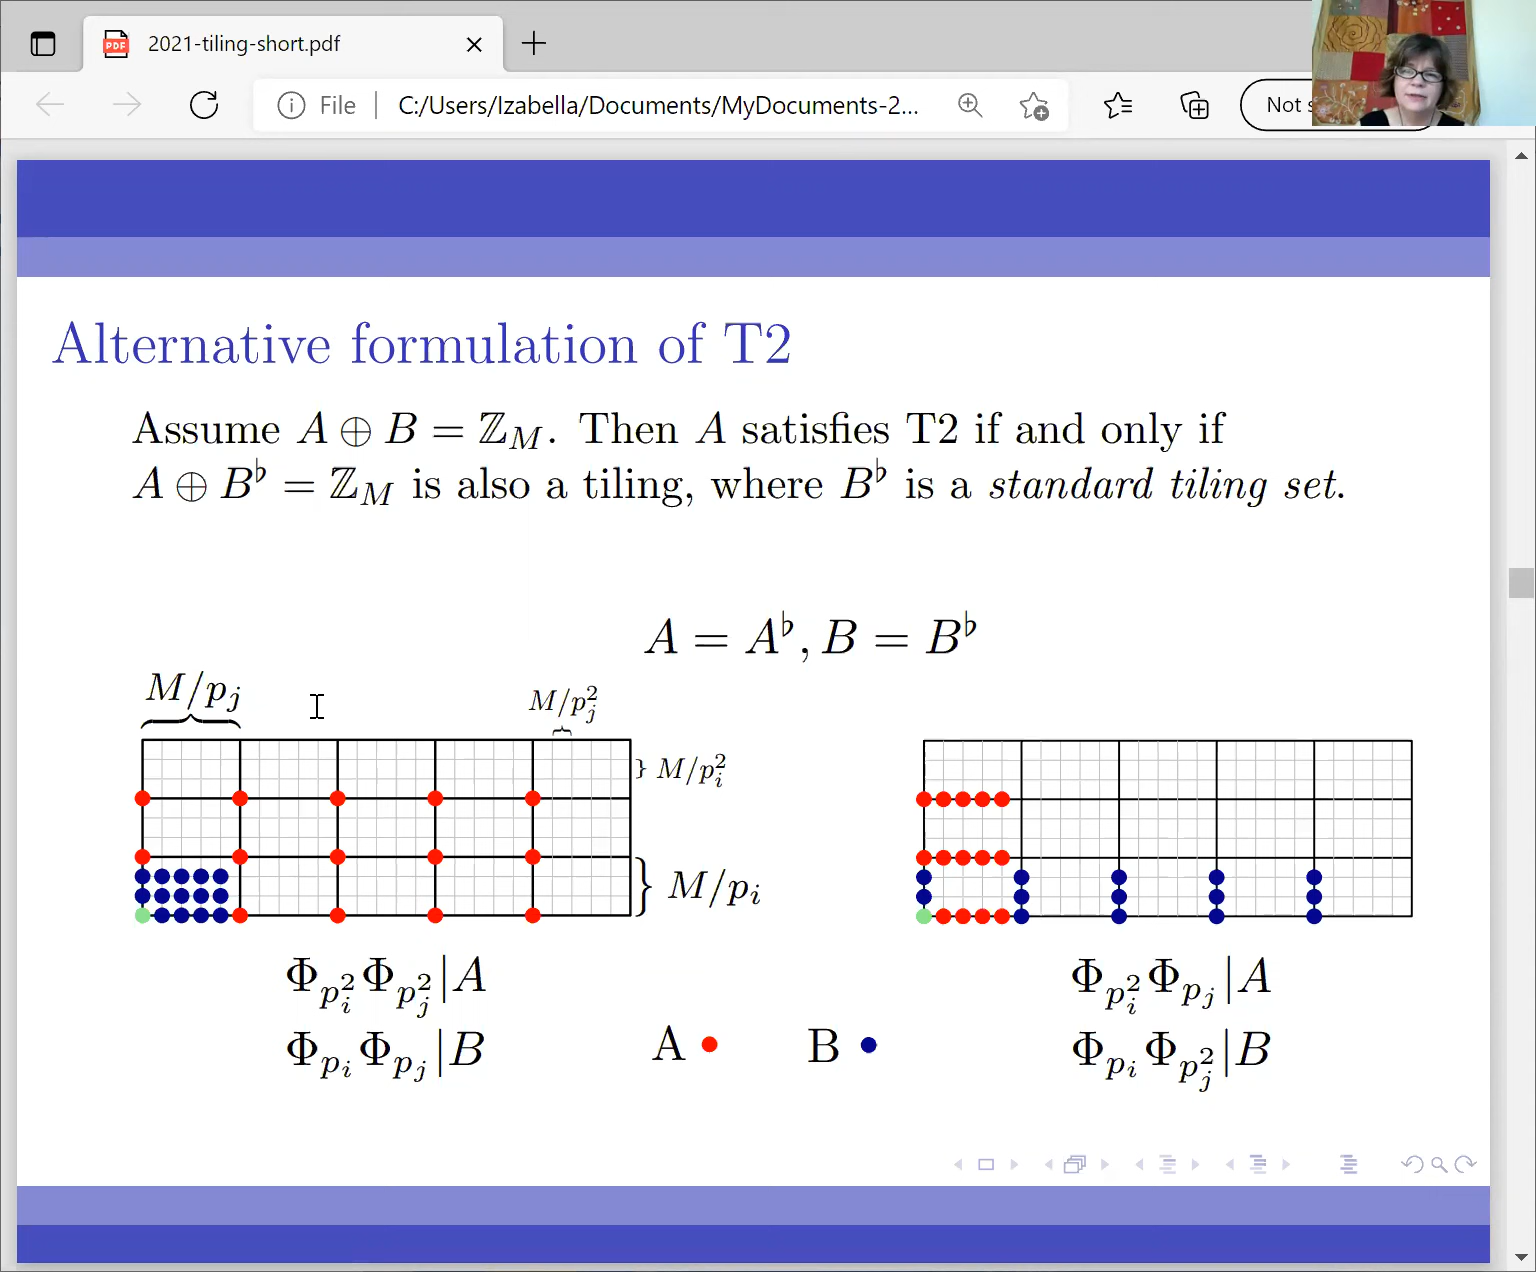 2021-tiling-short.pdf
PDF
File
C:/Users/Izabella/Documents/MyDocuments-2...
Not s
Alternative formulation of T2
Assume A ⊕ B = ℤ_M. Then A satisfies T2 if and only if
A ⊕ B^♭ = ℤ_M is also a tiling, where B^♭ is a standard tiling set.
A = A^♭, B = B^♭
M/p_j
M/p_j^2
M/p_i^2
M/p_i
Φ_{p_i^2} Φ_{p_j^2} | A
Φ_{p_i} Φ_{p_j} | B
A
B
Φ_{p_i^2} Φ_{p_j} | A
Φ_{p_i} Φ_{p_j^2} | B